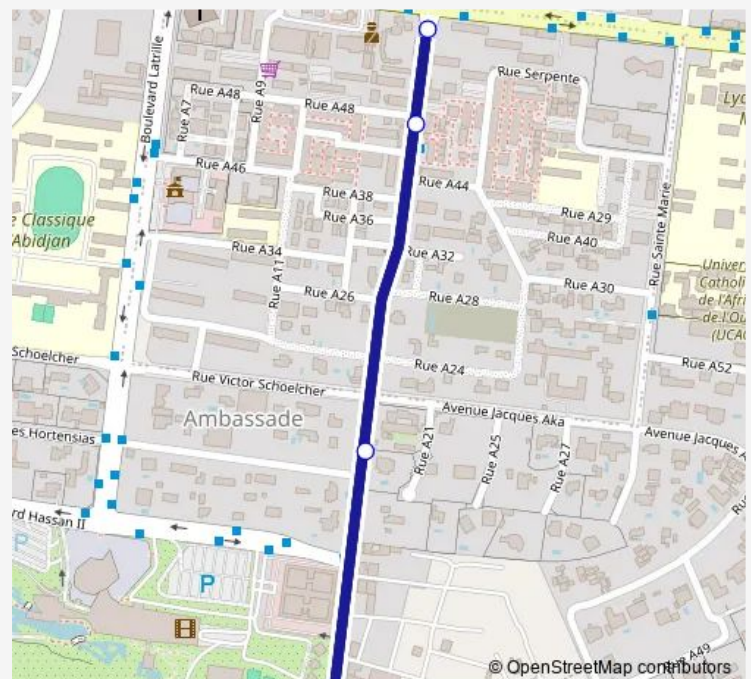 Boulevard Latrille
Rue A9
Rue Serpente
Rue A48
Rue A48
Rue A7
Lyc
Rue A46
Rue A44
Rue A38
Rue A36
Rue A29
e Classique
'Abidjan
Rue A40
Rue Sainte Marie
Rue A34
Rue A32
Rue A11
Rue A30
Univer
Catholi
de l'Afri
de l'Ou
(UCAC
Rue A26
Rue A28
Schoelcher
Rue A24
Rue A52
Rue Victor Schoelcher
Avenue Jacques Aka
Ambassade
Avenue Jacques A
es Hortensias
Rue A21
Rue A25
Rue A27
Ru
rd Hassan II
P
P
Rue A49
© OpenStreetMap contributors